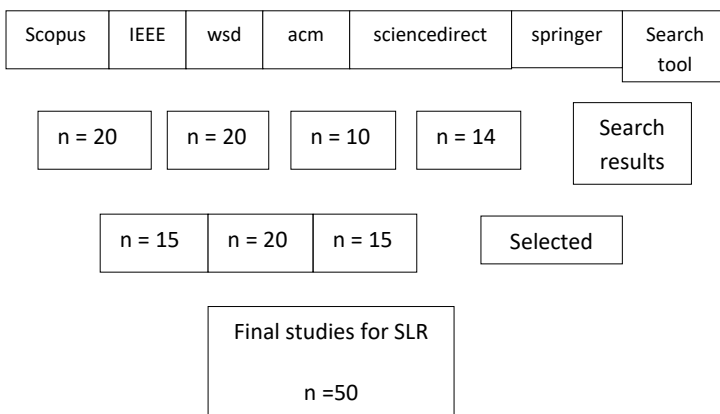 Scopus IEEE wsd acm sciencedirect springer Search
tool
n = 20 n = 20 n = 10 n = 14 Search
results
n = 15 n = 20 n = 15 Selected
Final studies for SLR
n =50